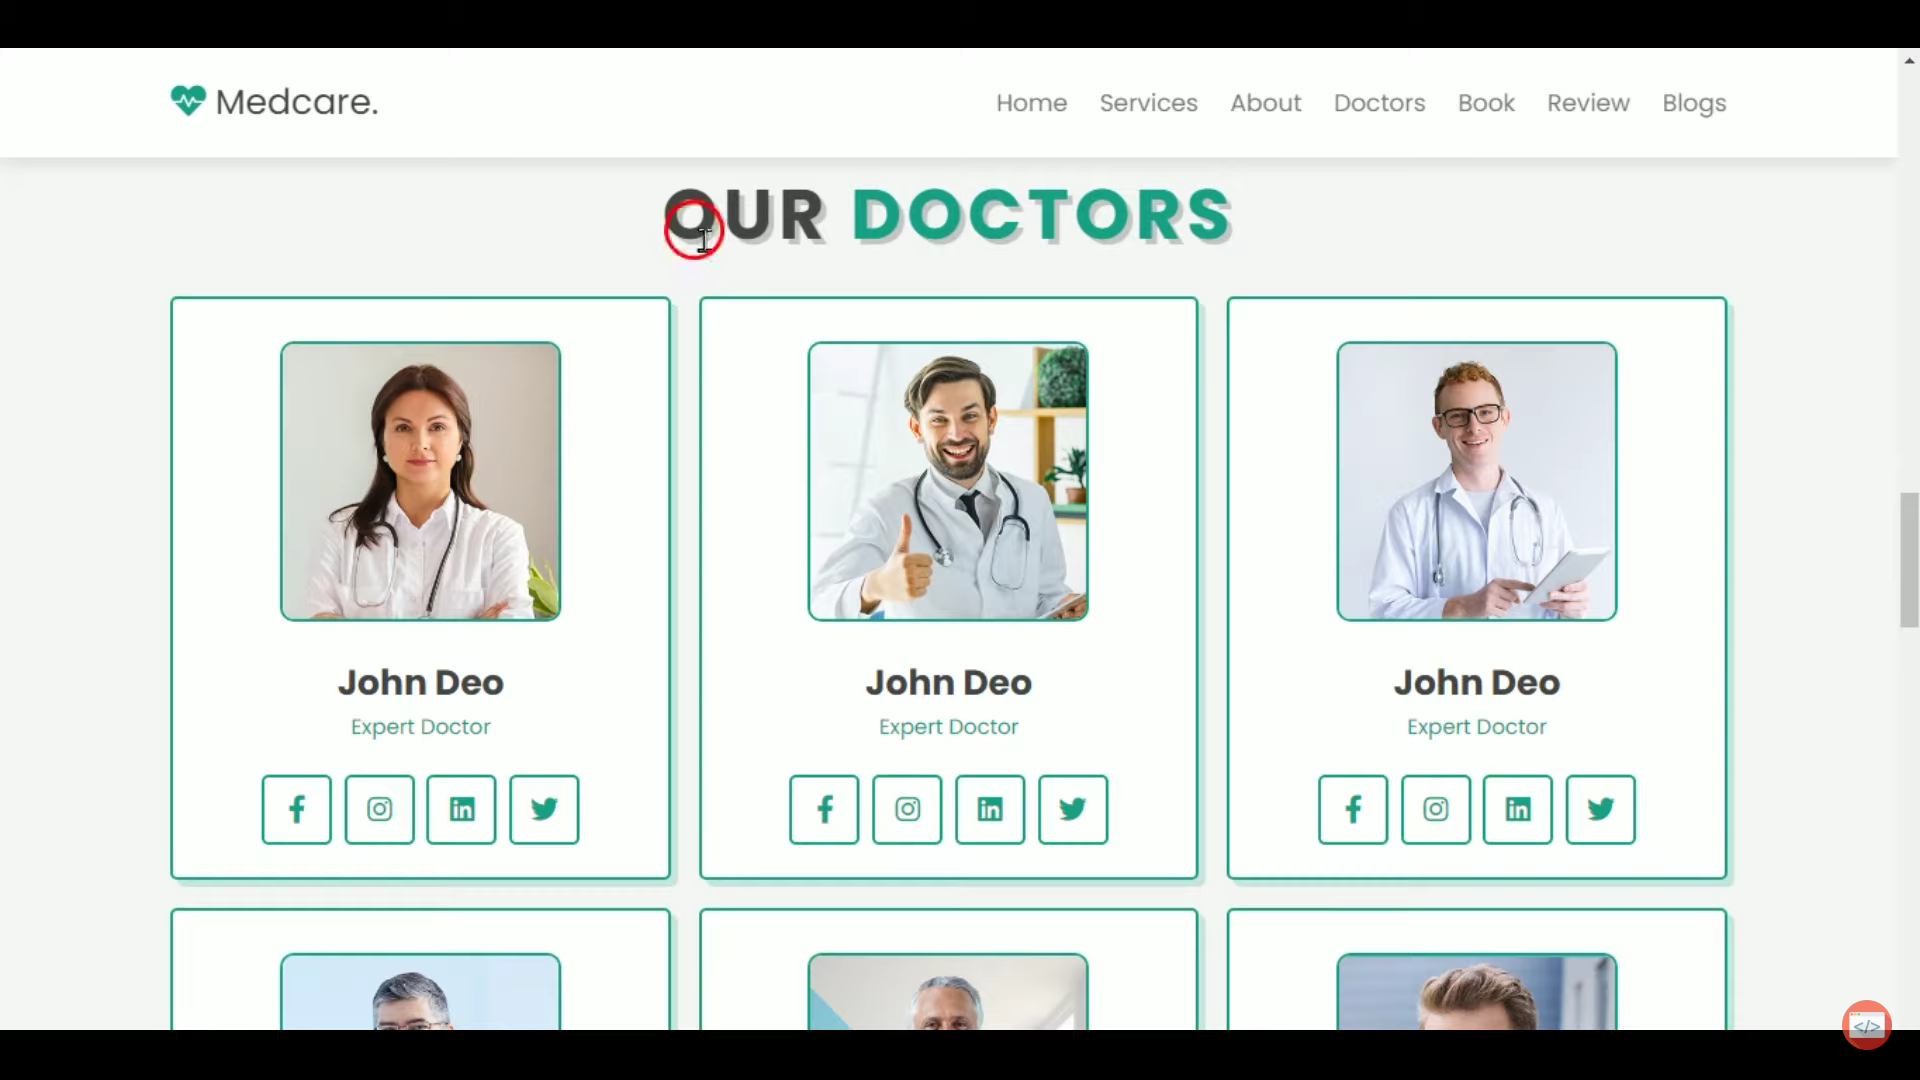 Medcare.
Home Services About Doctors Book Review Blogs
OUR DOCTORS
John Deo
Expert Doctor
John Deo
Expert Doctor
John Deo
Expert Doctor